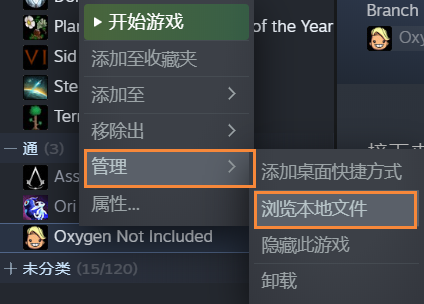 Branch
Oxy
开始游戏
Plan
of the Year
Sid
添加至收藏夹
Ste
添加至
Terr
移除出
通 (3)
管理
添加桌面快捷方式
Ass
Ori
属性...
浏览本地文件
Oxygen Not Included
隐藏此游戏
未分类 (15/120)
卸载